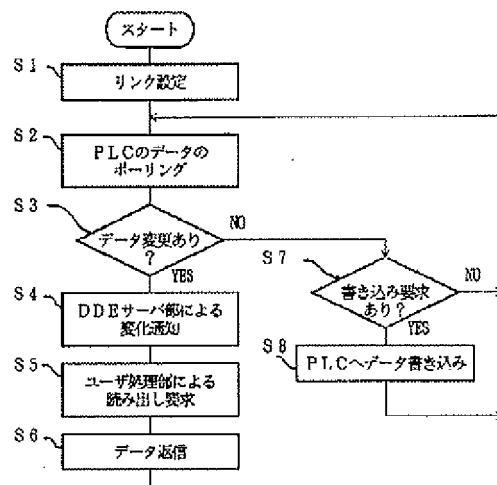 スタート
S1
リンク設定
S2
PLCのデータの
ポーリング
S3
データ変更あり
?
NO
YES
S4
DDEサーバ部による
変化通知
S5
ユーザ処理部による
読み出し要求
S6
データ返信
S7
書き込み要求
あり?
NO
YES
S8
PLCへデータ書き込み